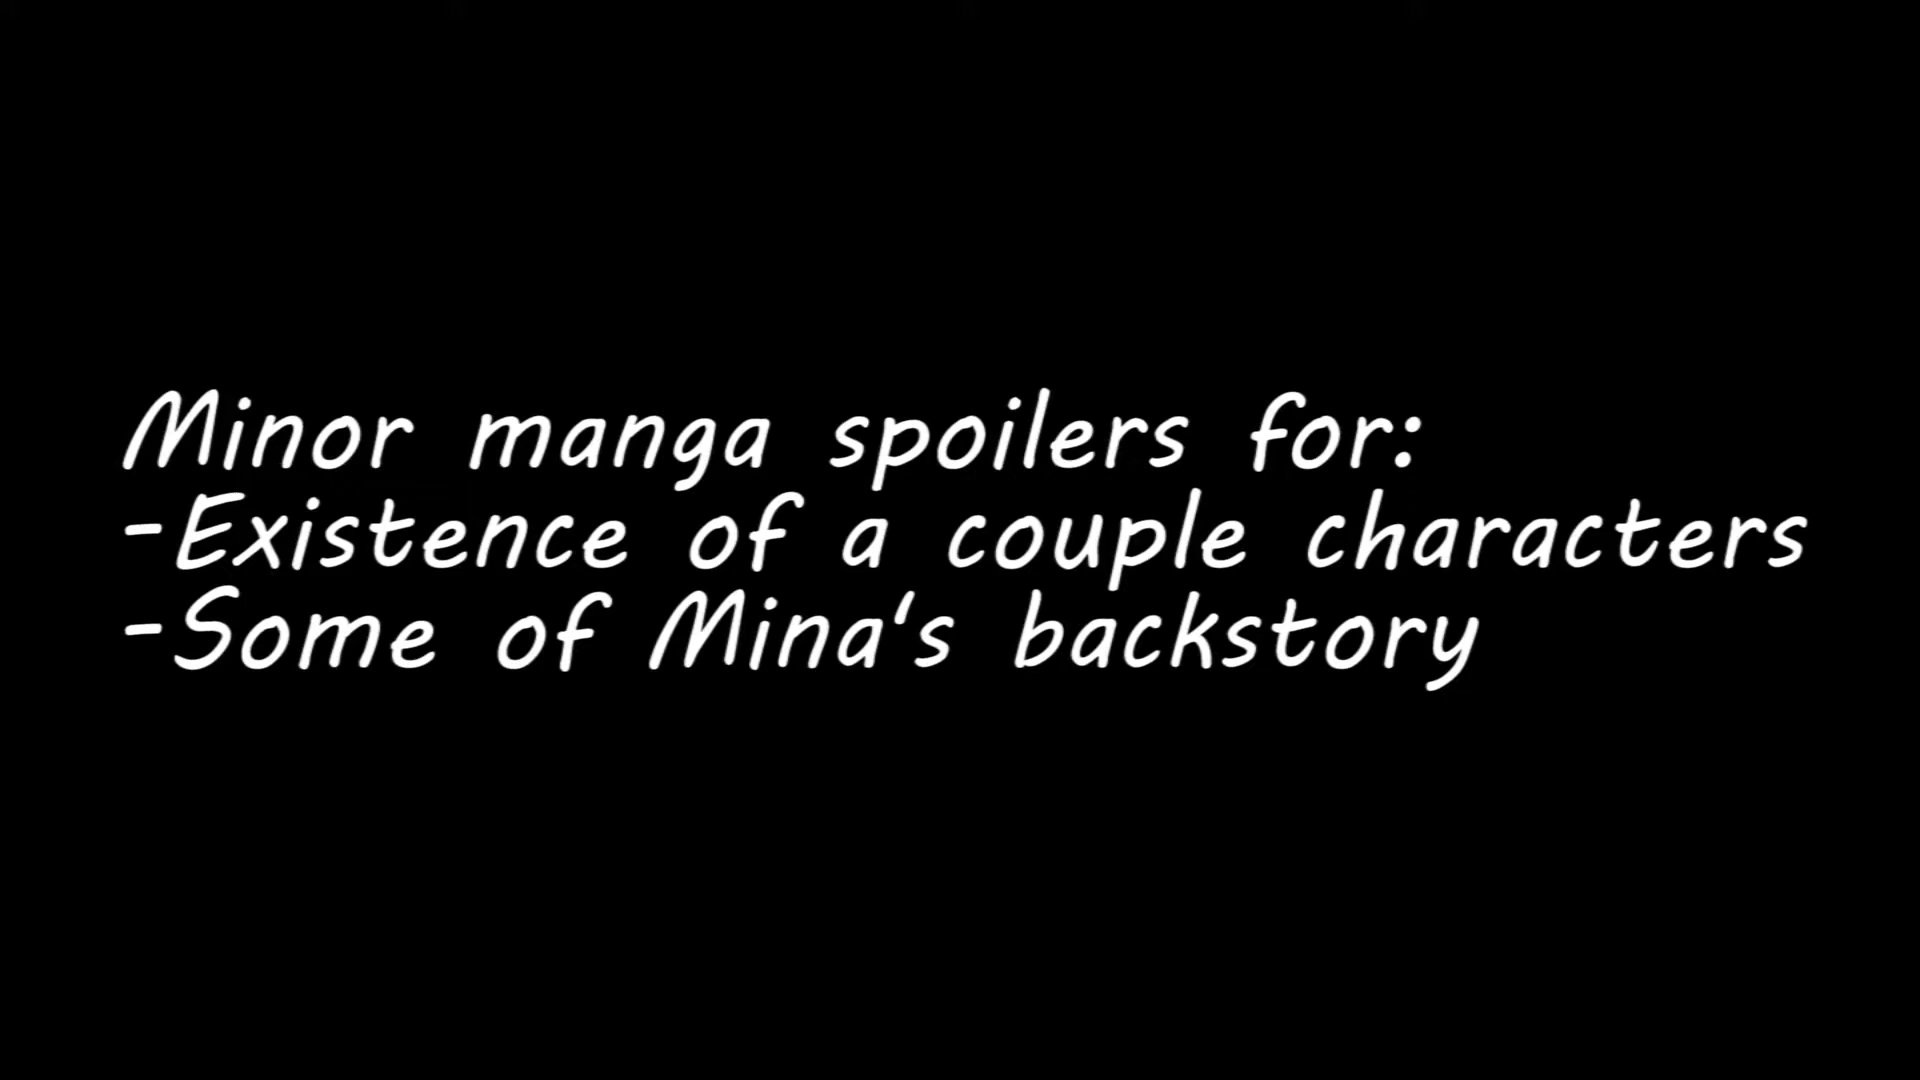 Minor manga spoilers for:
-Existence of a couple characters
-Some of Mina's backstory